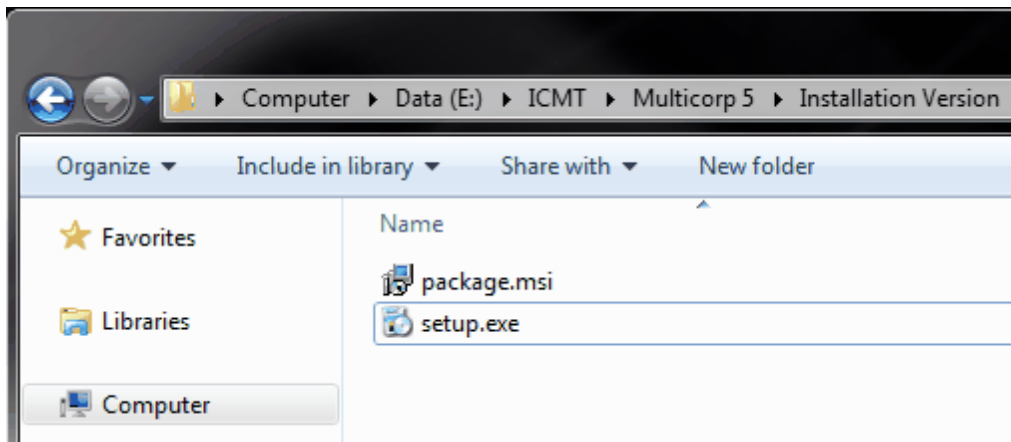 Computer Data (E:) ICMT Multicorp 5 Installation Version
Organize Include in library Share with New folder
Favorites
Libraries
Computer
Name
package.msi
setup.exe